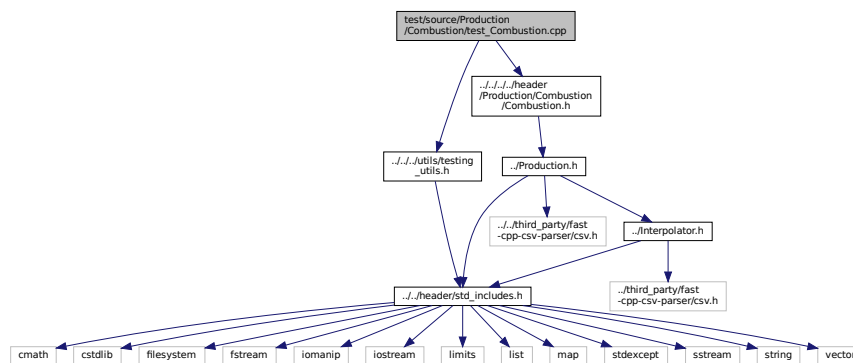 test/source/Production
/Combustion/test_Combustion.cpp
../../../../header
/Production/Combustion
/Combustion.h
../../../utils/testing
_utils.h
../Production.h
../../third_party/fast
-cpp-csv-parser/csv.h
../Interpolator.h
../third_party/fast
-cpp-csv-parser/csv.h
../../header/std_includes.h
cmath
cstdlib
filesystem
fstream
iomanip
iostream
limits
list
map
stdexcept
sstream
string
vecto